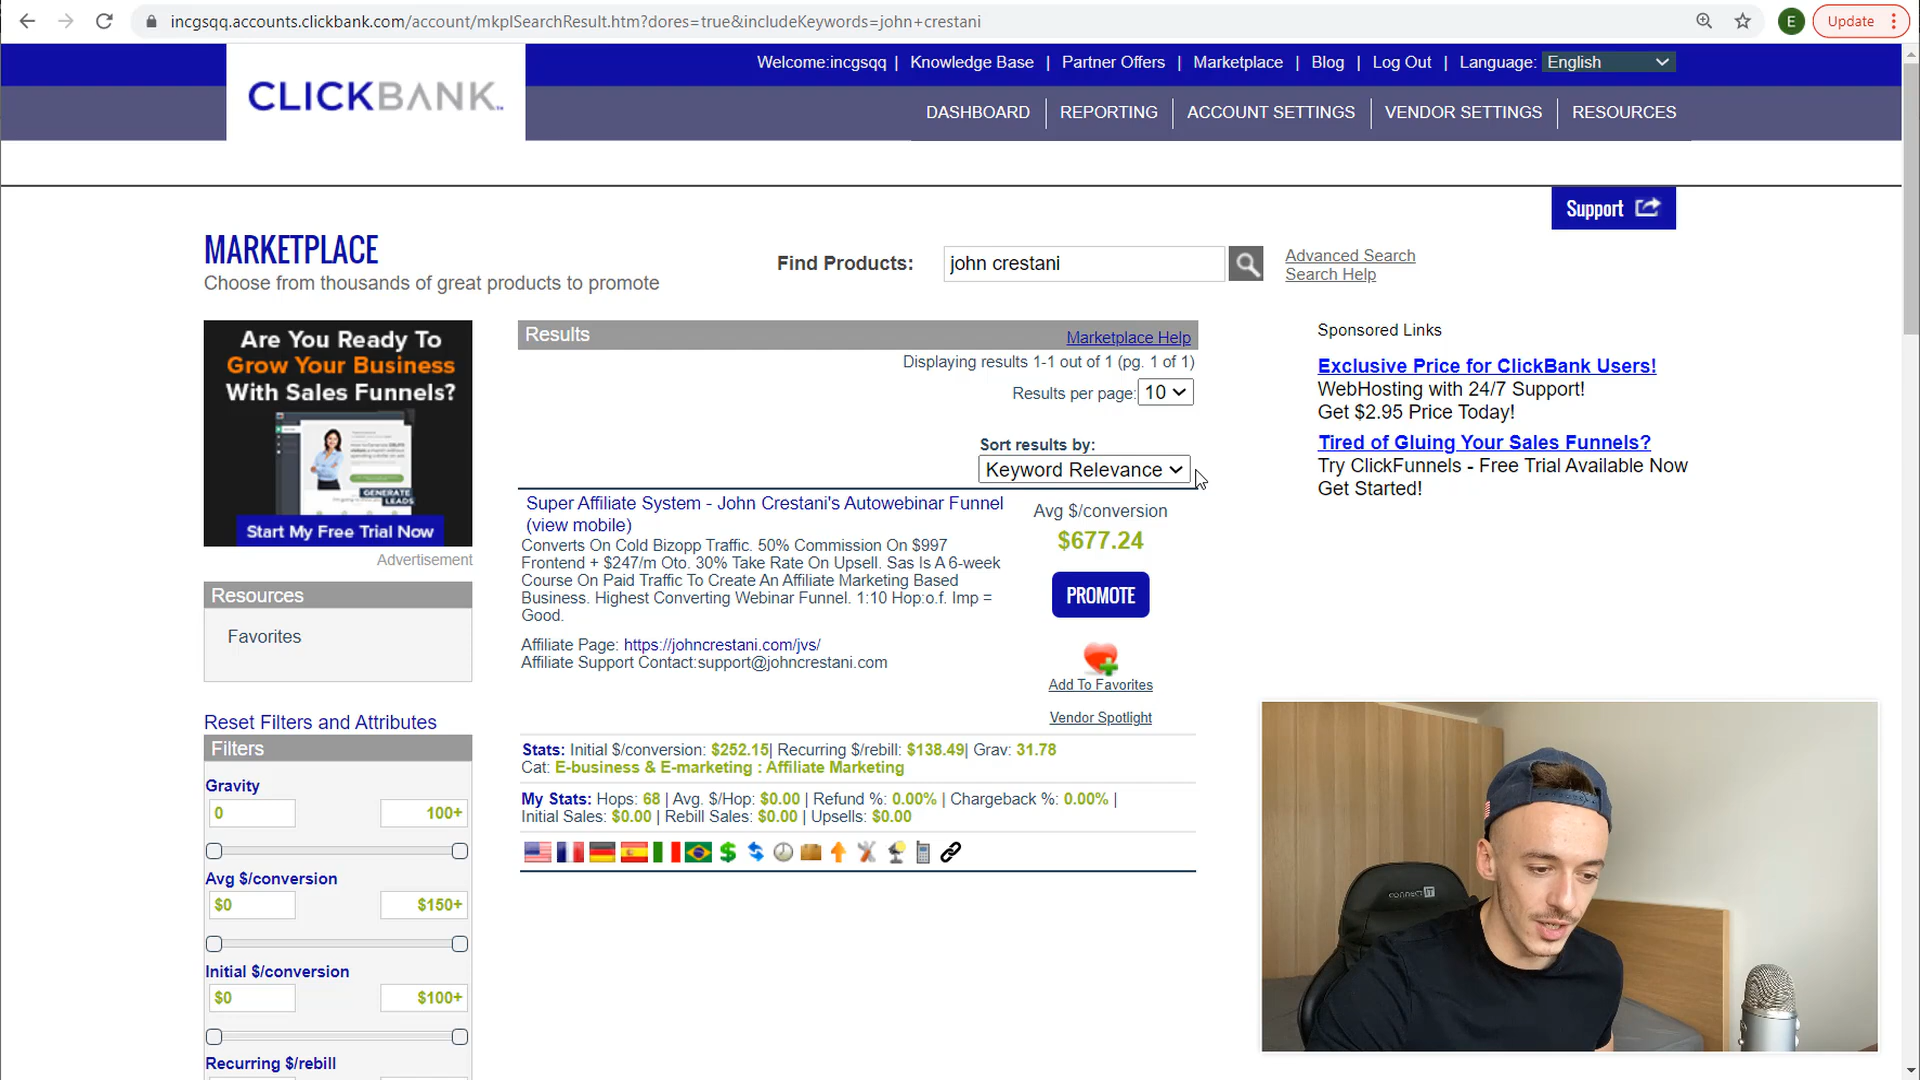 incgsqq.accounts.clickbank.com/account/mkplSearchResult.htm?dores=true&includeKeywords=john+crestani
E
Update
Welcome:incgsqq | Knowledge Base | Partner Offers | Marketplace | Blog | Log Out | Language: English
CLICKBANK
DASHBOARD | REPORTING | ACCOUNT SETTINGS | VENDOR SETTINGS | RESOURCES
Support
MARKETPLACE
Choose from thousands of great products to promote
Find Products: john crestani
Advanced Search
Search Help
Are You Ready To
Grow Your Business
With Sales Funnels?
GENERATE
LEADS
Start My Free Trial Now
Advertisement
Resources
Favorites
Reset Filters and Attributes
Filters
Gravity
0 100+
Avg $/conversion
$0 $150+
Initial $/conversion
$0 $100+
Recurring $/rebill
Results
Marketplace Help
Displaying results 1-1 out of 1 (pg. 1 of 1)
Results per page: 10
Sort results by:
Keyword Relevance
Super Affiliate System - John Crestani's Autowebinar Funnel
(view mobile)
Converts On Cold Bizopp Traffic. 50% Commission On $997
Frontend + $247/m Oto. 30% Take Rate On Upsell. Sas Is A 6-week
Course On Paid Traffic To Create An Affiliate Marketing Based
Business. Highest Converting Webinar Funnel. 1:10 Hop:o.f. Imp =
Good.
Affiliate Page: https://johncrestani.com/jvs/
Affiliate Support Contact:support@johncrestani.com
Avg $/conversion
$677.24
PROMOTE
Add To Favorites
Vendor Spotlight
Stats: Initial $/conversion: $252.15| Recurring $/rebill: $138.49| Grav: 31.78
Cat: E-business & E-marketing : Affiliate Marketing
My Stats: Hops: 68 | Avg. $/Hop: $0.00 | Refund %: 0.00% | Chargeback %: 0.00% |
Initial Sales: $0.00 | Rebill Sales: $0.00 | Upsells: $0.00
Sponsored Links
Exclusive Price for ClickBank Users!
WebHosting with 24/7 Support!
Get $2.95 Price Today!
Tired of Gluing Your Sales Funnels?
Try ClickFunnels - Free Trial Available Now
Get Started!
CONNECT IT